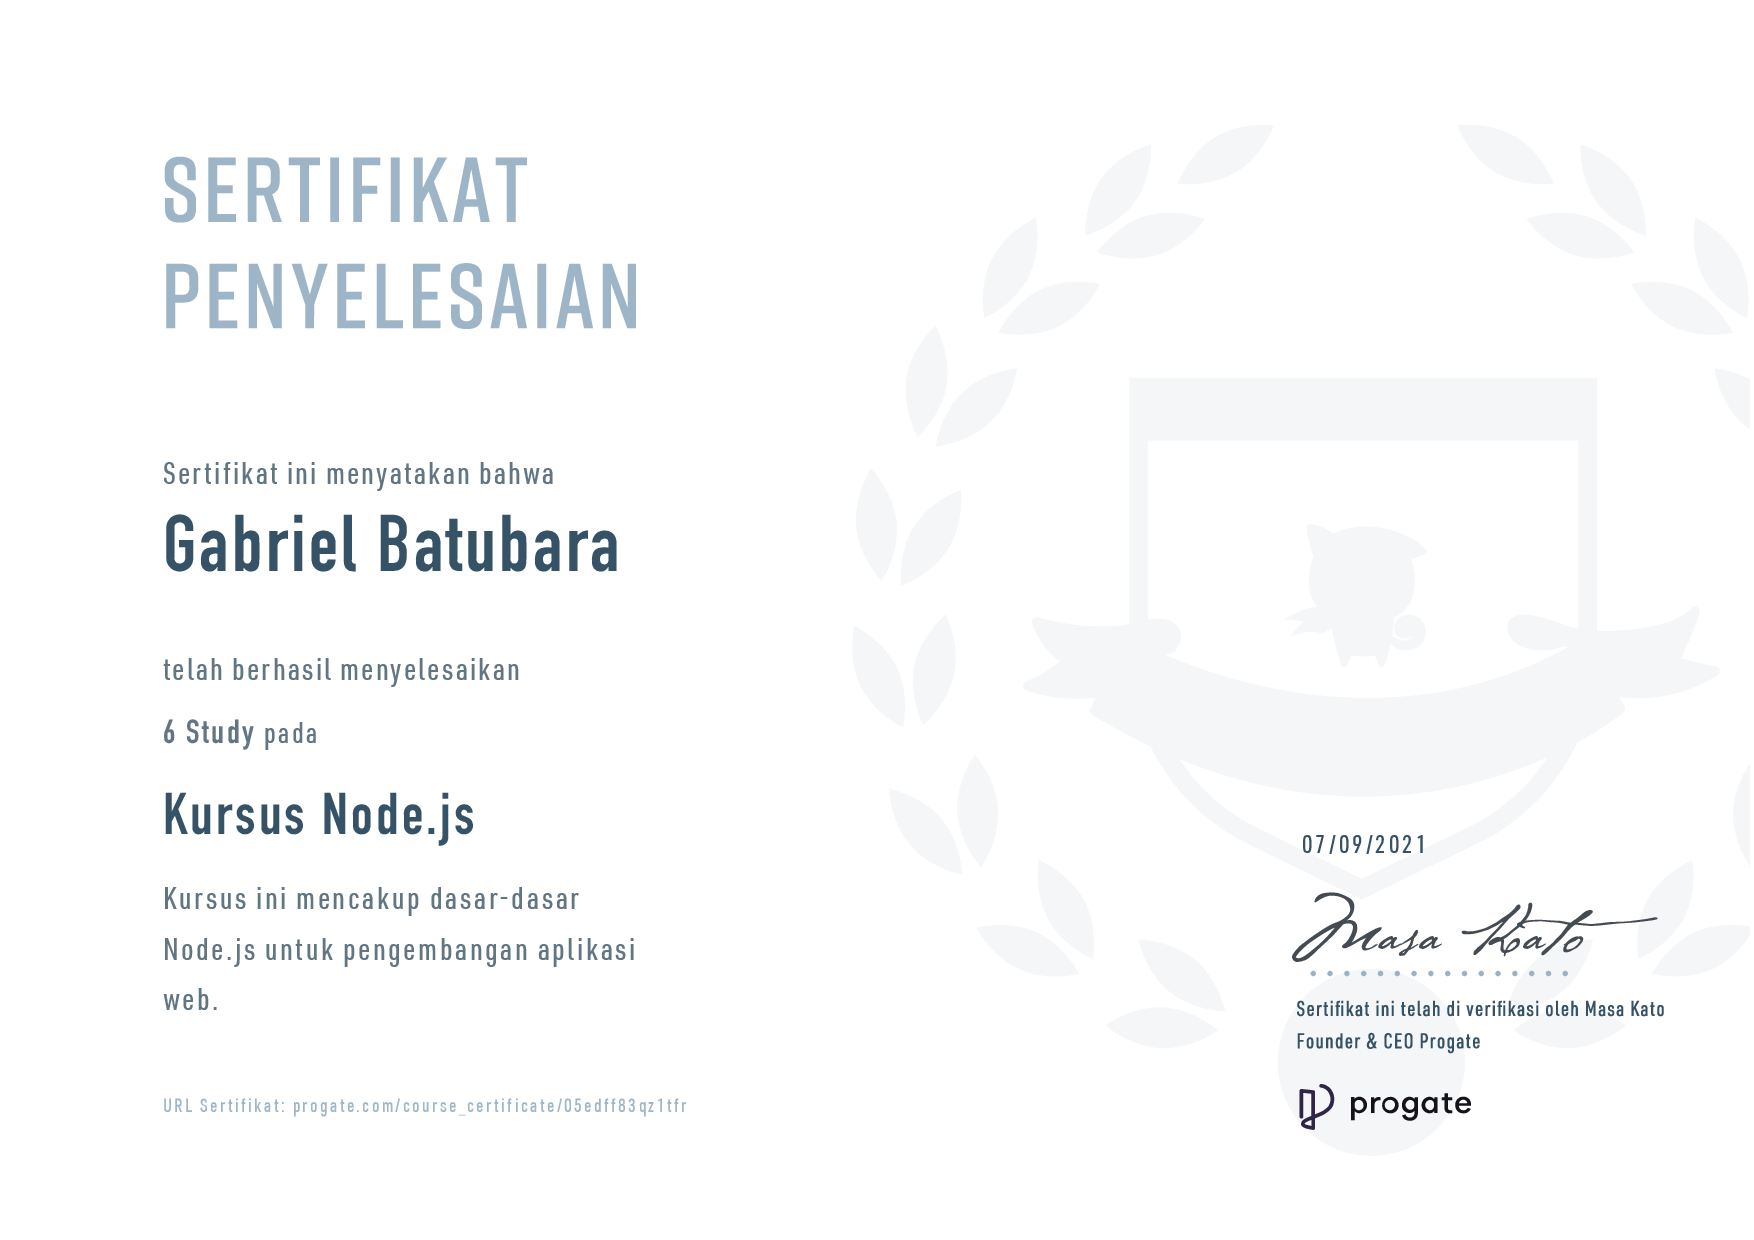 SERTIFIKAT
PENYELESAIAN
Sertifikat ini menyatakan bahwa
Gabriel Batubara
telah berhasil menyelesaikan
6 Study pada
Kursus Node.js
Kursus ini mencakup dasar-dasar
Node.js untuk pengembangan aplikasi
web.
URL Sertifikat: progate.com/course_certificate/05edff83qz1tfr
07/09/2021
Masa Kato
Sertifikat ini telah di verifikasi oleh Masa Kato
Founder & CEO Progate
progate